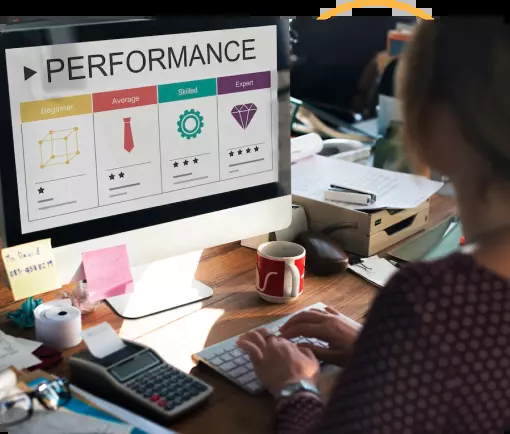 PERFORMANCE
Beginner
Average
Skilled
Expert